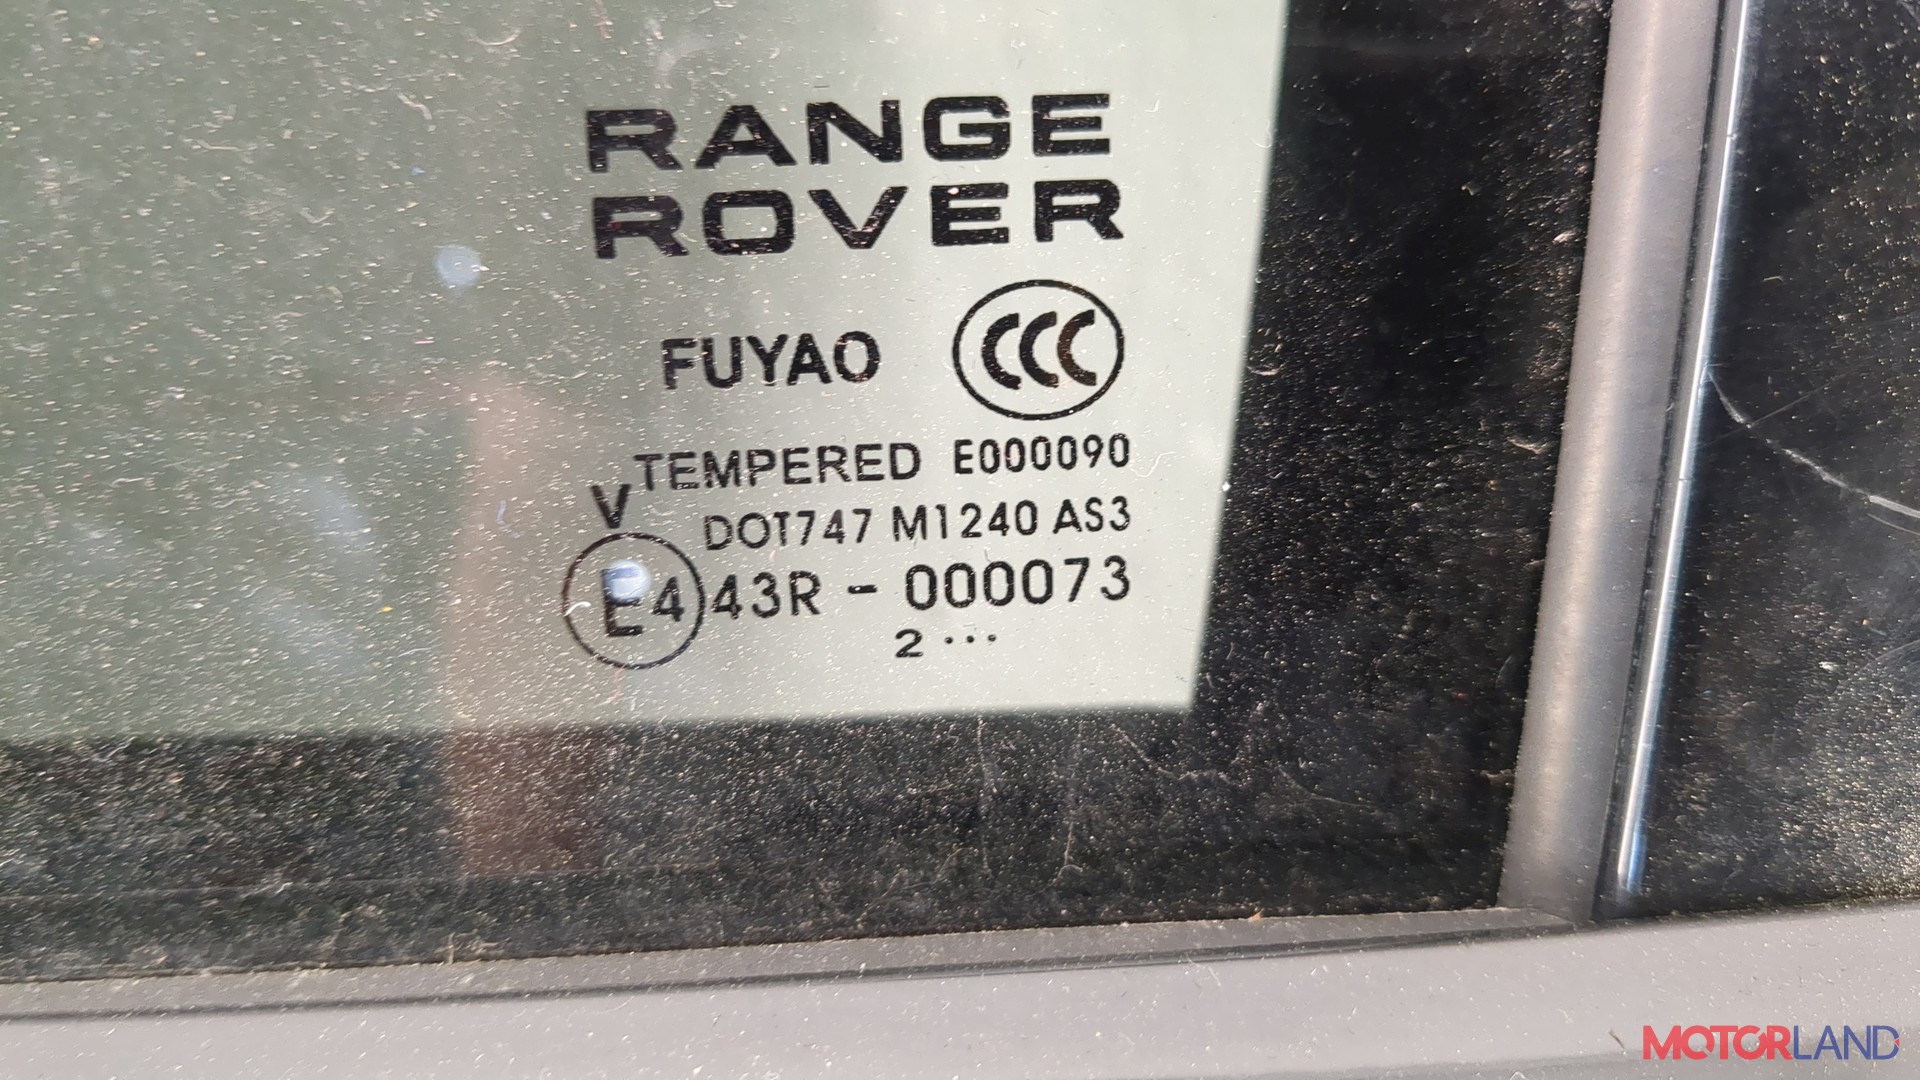 RANGE
ROVER
FUYAO CCC
TEMPERED E000090
V DOT747 M1240 AS3
E4 43R - 000073
2 ...
MOTORLAND